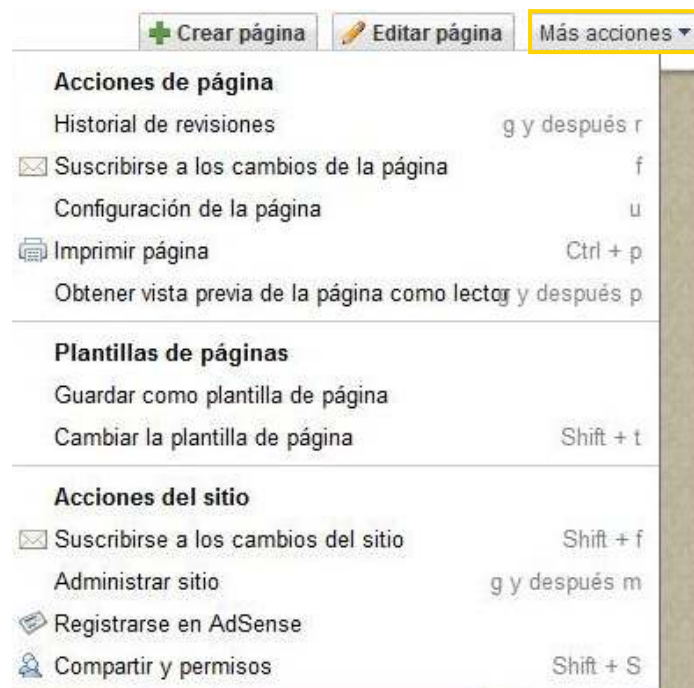 Crear página Editar página Más acciones
Acciones de página
Historial de revisiones g y después r
Suscribirse a los cambios de la página f
Configuración de la página u
Imprimir página Ctrl + p
Obtener vista previa de la página como lector g y después p
Plantillas de páginas
Guardar como plantilla de página
Cambiar la plantilla de página Shift + t
Acciones del sitio
Suscribirse a los cambios del sitio Shift + f
Administrar sitio g y después m
Registrarse en AdSense
Compartir y permisos Shift + S